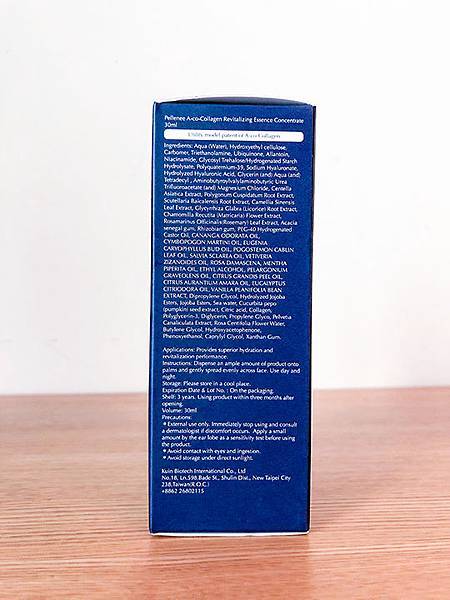 Pellenee A+co-Collagen Revitalizing Essence Concentrate
30ml
Utility model patent of A+co-Collagen
Ingredients: Aqua (Water), Hydroxyethyl cellulose,
Carbomer, Triethanolamine, Ubiquinone, Allantoin,
Niacinamide, Glycosyl Trehalose/Hydrogenated Starch
Hydrolysate, Polyquaternium-39, Sodium Hyaluronate,
Hydrolyzed Hyaluronic Acid, Glycerin (and) Aqua (and)
Tetradecyl , Aminobutyroylvalylaminobutyric Urea
Trifluoroacetate (and) Magnesium Chloride, Centella
Asiatica Extract, Polygonum Cuspidatum Root Extract,
Scutellaria Baicalensis Root Extract, Camellia Sinensis
Leaf Extract, Glycyrrhiza Glabra (Licorice) Root Extract,
Chamomilla Recutita (Matricaria) Flower Extract,
Rosamarinus Officinalis(Rosemary) Leaf Extract, Acacia
senegal gum, Rhizobian gum, PEG-40 Hydrogenated
Castor Oil, CANANGA ODORATA OIL,
CYMBOPOGON MARTINI OIL, EUGENIA
CARYOPHYLLUS BUD OIL, POGOSTEMON CABLIN
LEAF OIL, SALVIA SCLAREA OIL, VETIVERIA
ZIZANOIDES OIL, ROSA DAMASCENA, MENTHA
PIPERITA OIL, ETHYL ALCOHOL, PELARGONIUM
GRAVEOLENS OIL, CITRUS GRANDIS PEEL OIL,
CITRUS AURANTIUM AMARA OIL, EUCALYPTUS
CITRIODORA OIL, VANILLA PLANIFOLIA BEAN
EXTRACT, Dipropylene Glycol, Hydrolyzed Jojoba
Esters, Jojoba Esters, Sea water, Cucurbita pepo
(pumpkin) seed extract, Citric acid, Collagen,
Polyglycerin-3, Diglycerin, Propylene Glyco, Pelvetia
Canaliculata Extract, Rosa Centifolia Flower Water,
Butylene Glycol, Hydroxyacetophenone,
Phenoxyethanol, Caprylyl Glycol, Xanthan Gum.
Applications: Provides superior hydration and
revitalization performance.
Instructions: Dispense an ample amount of product onto
palms and gently spread evenly across face. Use day and
night.
Storage: Please store in a cool place.
Expiration Date & Lot No. : On the packaging.
Shelf: 3 years. Using product within three months after
opening.
Volume: 30ml
Precautions:
* External use only. Immediately stop using and consult
a dermatologist if discomfort occurs. Apply a small
amount by the ear lobe as a sensitivity test before using
the product.
* Avoid contact with eyes and ingestion.
* Avoid storage under direct sunlight.
Kuin Biotech International Co., Ltd
No.18, Ln.598,Bade St., Shulin Dist., New Taipei City
238,Taiwan(R.O.C.)
+8862 26802115